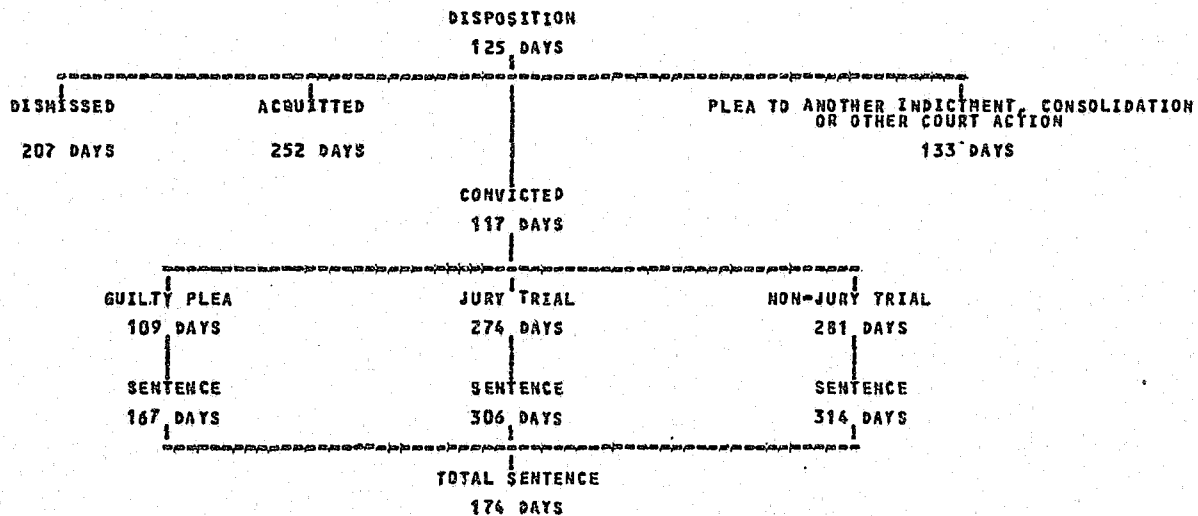 DISPOSITION
125 DAYS
DISMISSED ACQUITTED PLEA TO ANOTHER INDICTMENT, CONSOLIDATION
OR OTHER COURT ACTION
207 DAYS 252 DAYS 133 DAYS
CONVICTED
117 DAYS
GUILTY PLEA JURY TRIAL NON-JURY TRIAL
109 DAYS 274 DAYS 281 DAYS
SENTENCE SENTENCE SENTENCE
167 DAYS 306 DAYS 314 DAYS
TOTAL SENTENCE
174 DAYS